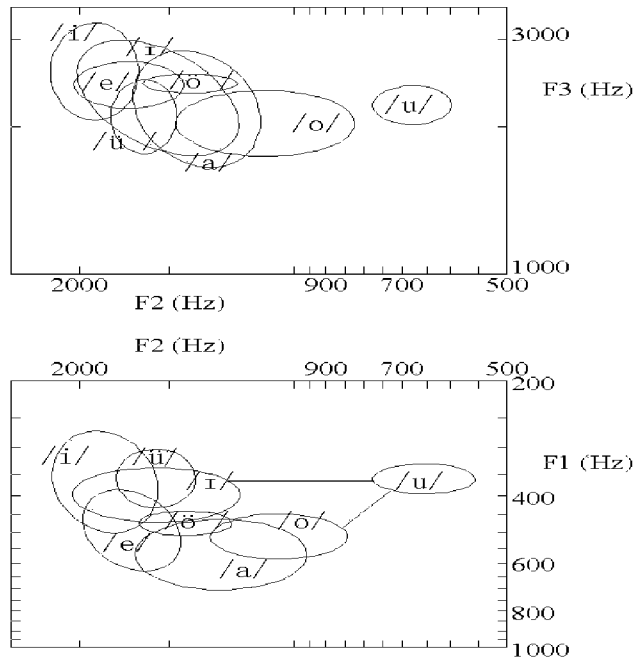 /i/ /ɪ/ 3000
/e/ /ö/ F3 (Hz)
/u/
/o/
/ü/
/a/
1000
2000 900 700 500
F2 (Hz)
F2 (Hz)
2000 900 700 500
200
/i/ /ü/ F1 (Hz)
/ɪ/ /u/
400
/ö/ /o/
/e/
600
/a/
800
1000